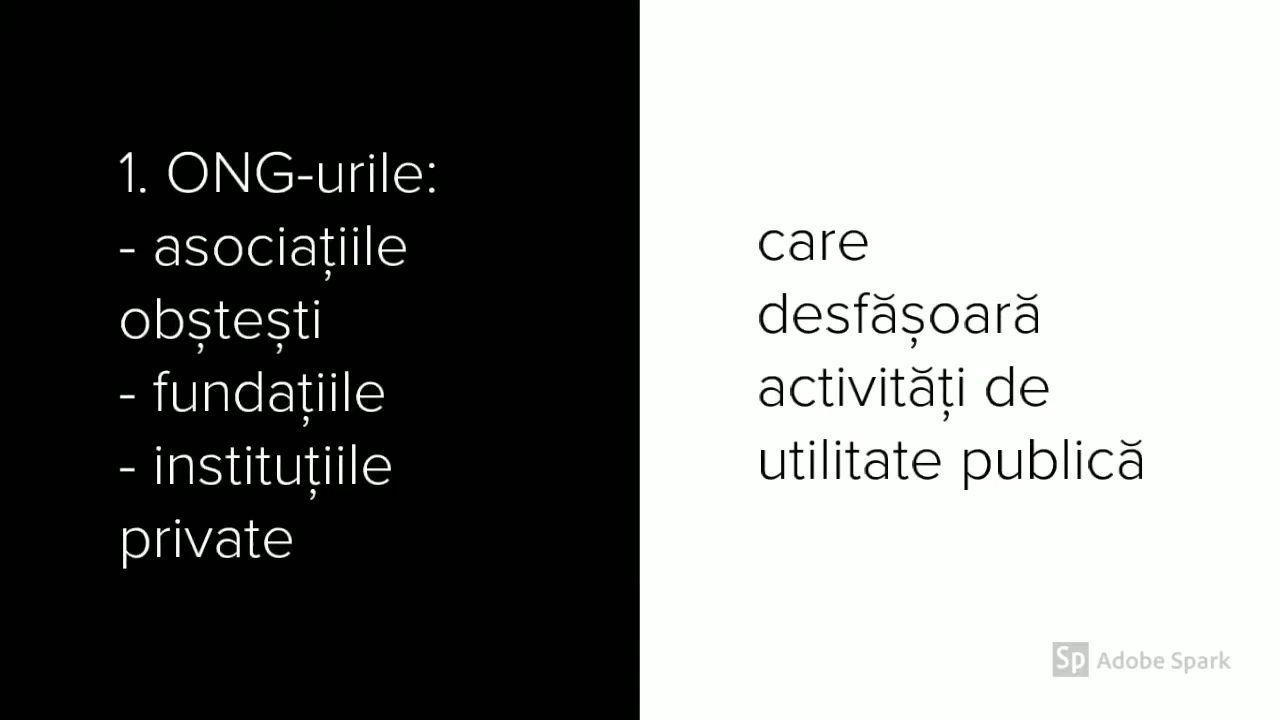 1. ONG-urile:
- asociațiile
obștești
- fundațiile
- instituțiile
private
care
desfășoară
activități de
utilitate publică
Sp Adobe Spark